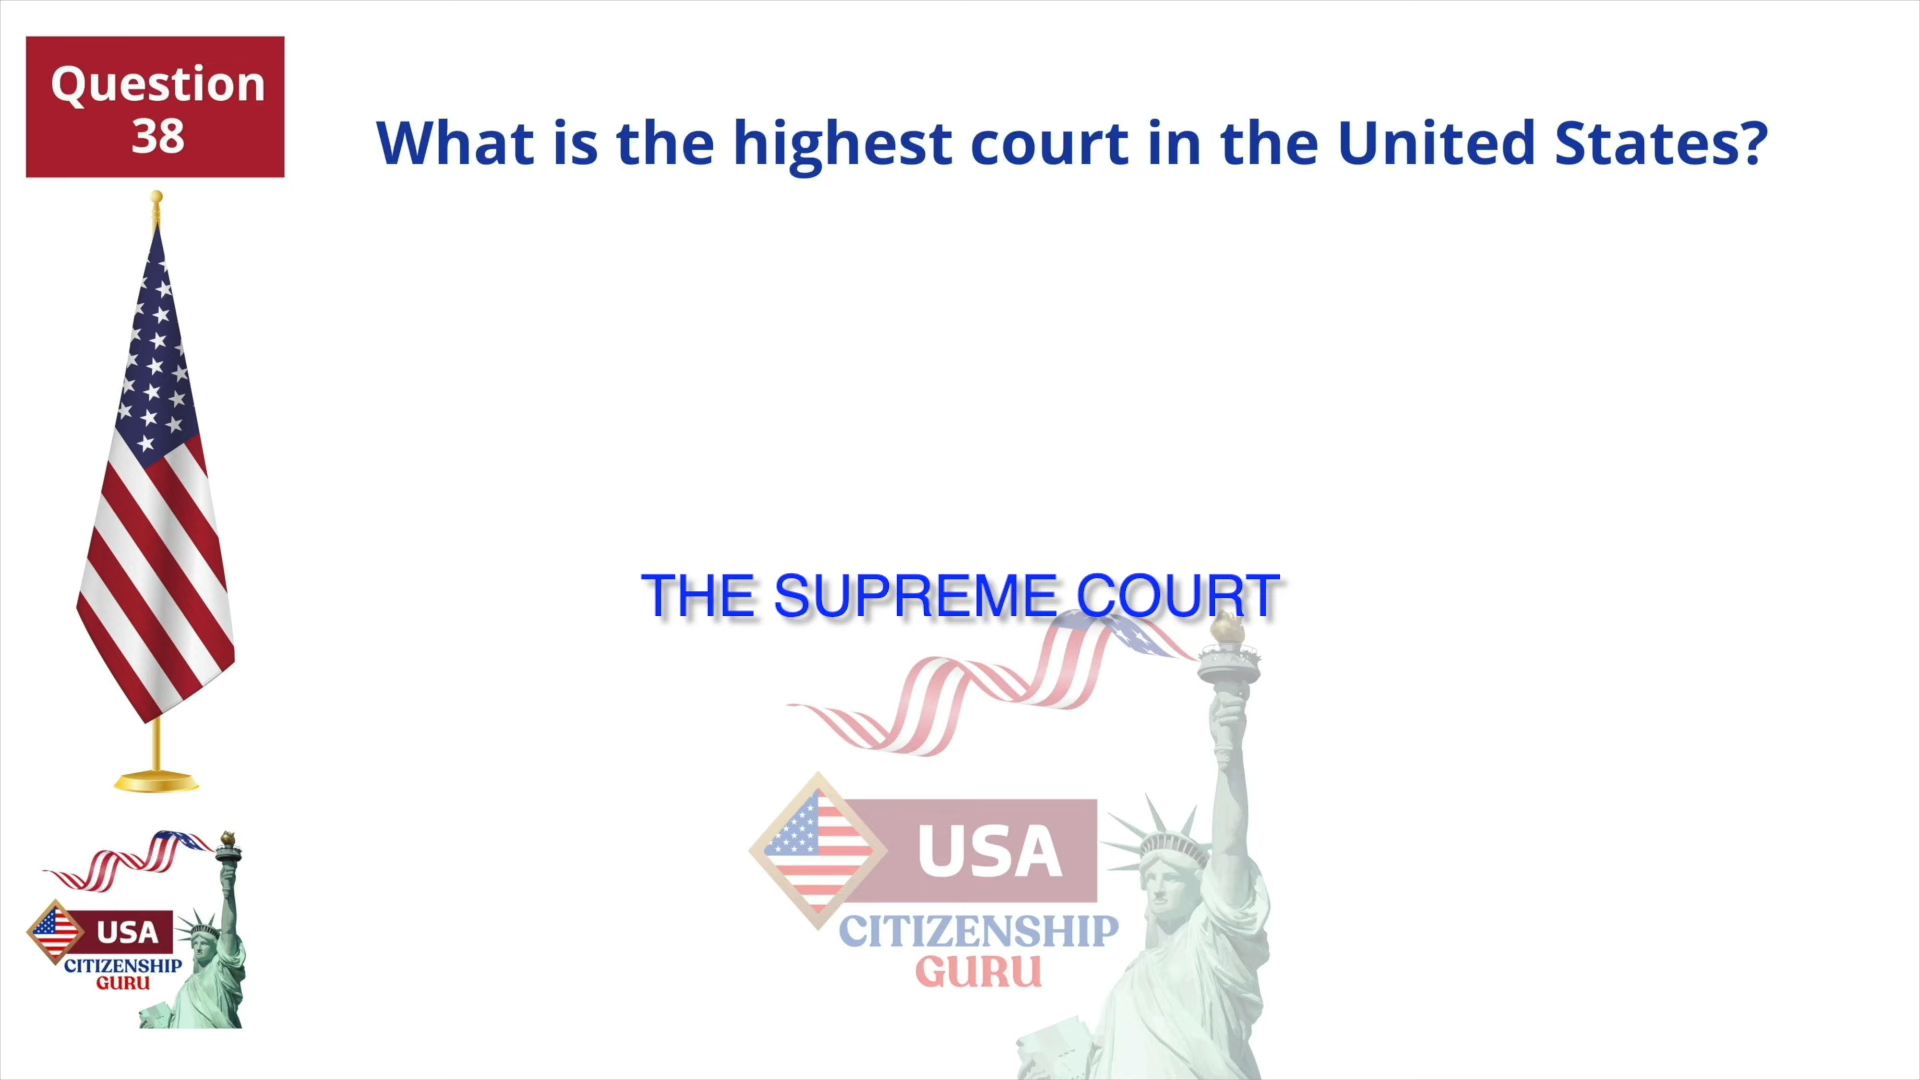 Question
38
What is the highest court in the United States?
THE SUPREME COURT
USA
CITIZENSHIP
GURU
USA
CITIZENSHIP
GURU